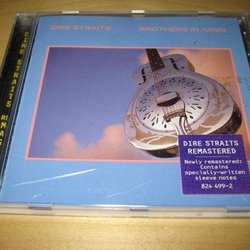 DIRE STRAITS
BROTHERS IN ARMS
DIRE STRAITS
REMAS
DIRE STRAITS
REMASTERED
Newly remastered:
Contains
specially-written
sleeve notes
824 499-2